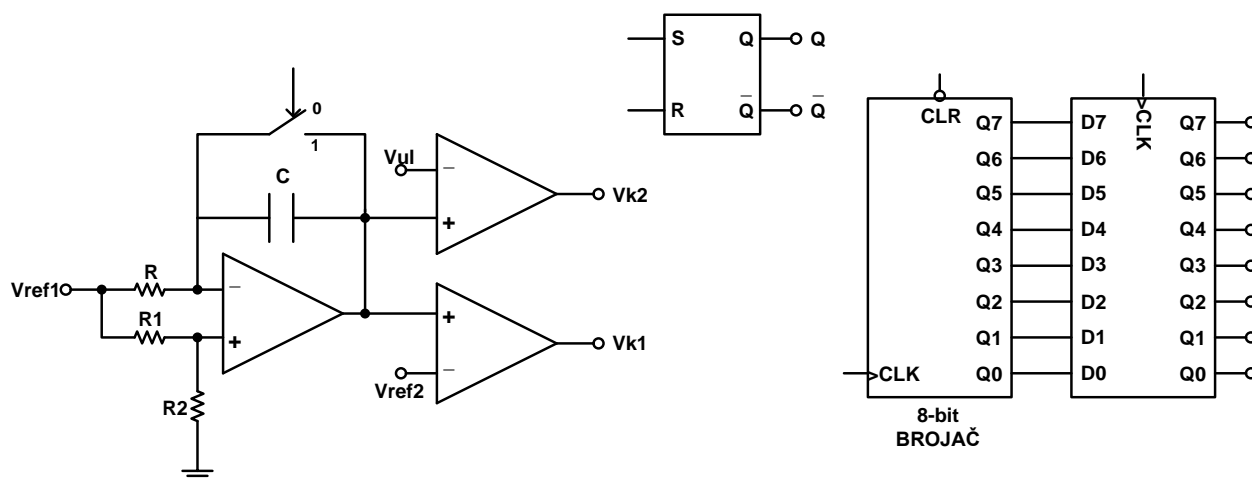 S Q Q
R Q Q
0
1
C
Vul
−
+
Vk2
Vref1
R
−
R1
+
R2
+
−
Vk1
Vref2
CLR
CLK
Q7 D7 Q7
Q6 D6 Q6
Q5 D5 Q5
Q4 D4 Q4
Q3 D3 Q3
Q2 D2 Q2
Q1 D1 Q1
CLK Q0 D0 Q0
8-bit
BROJAČ